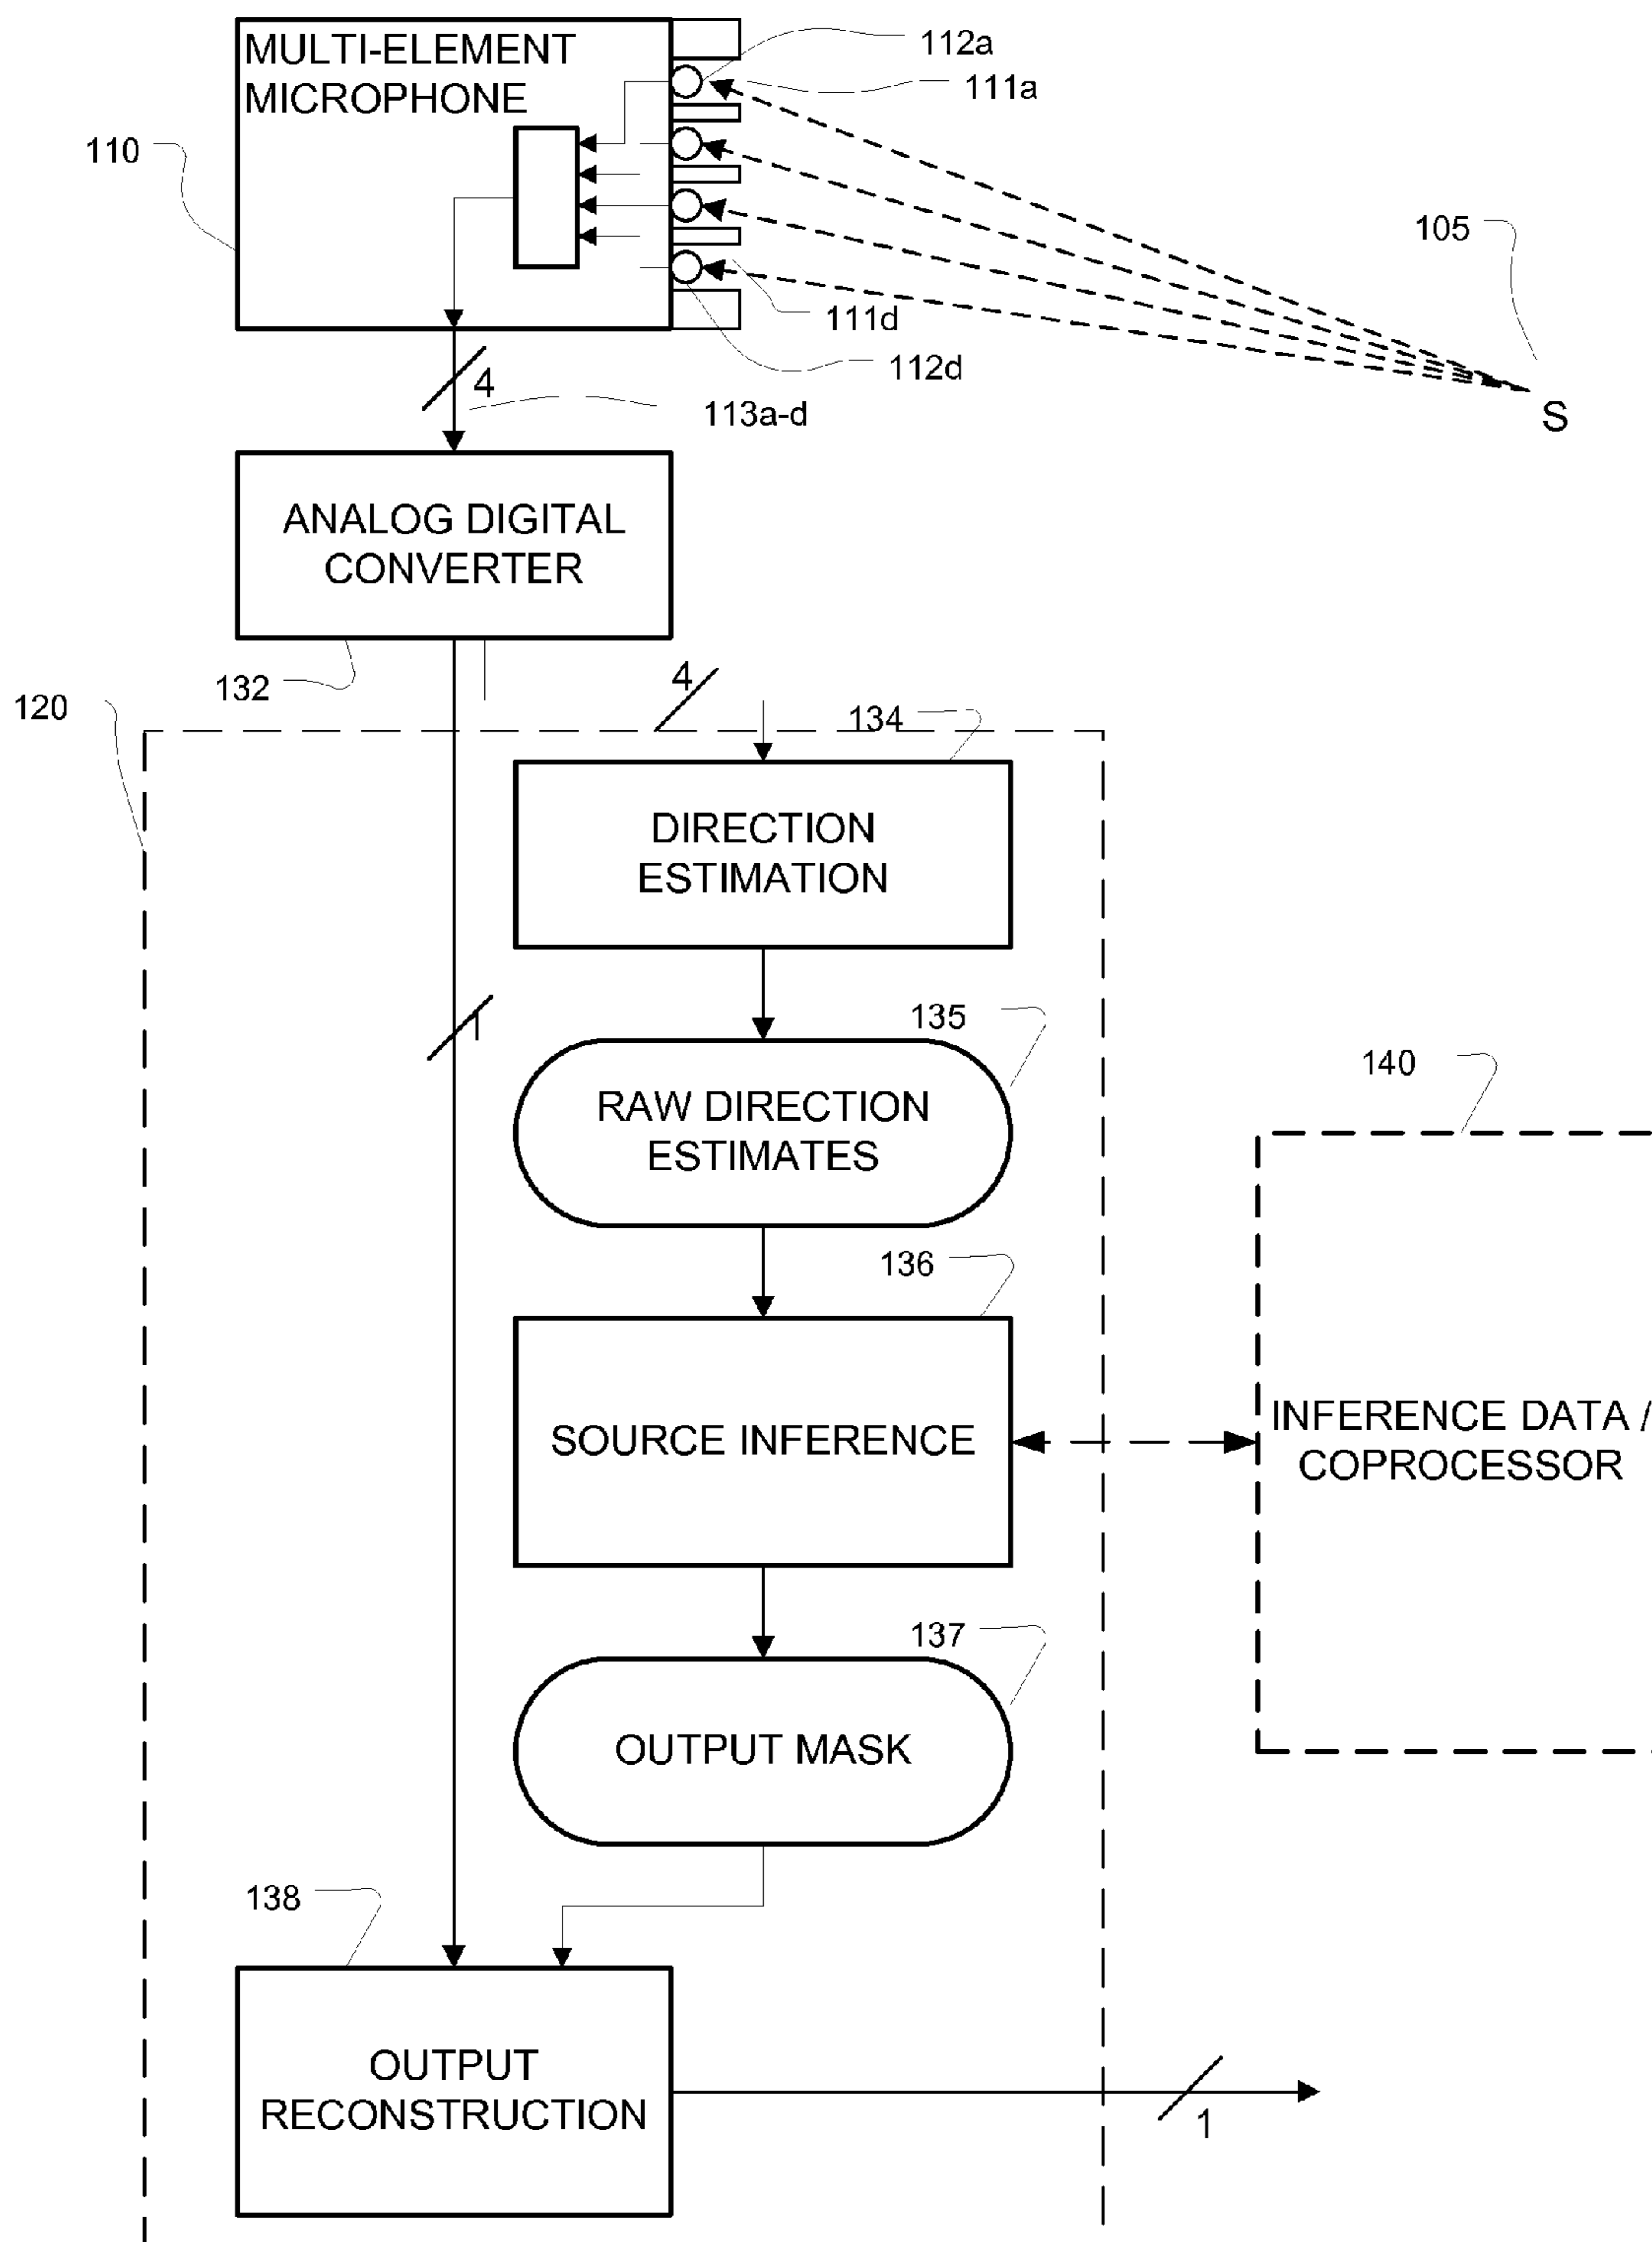 MULTI-ELEMENT
MICROPHONE
112a
111a
110
105
111d
112d
S
4
113a-d
ANALOG DIGITAL
CONVERTER
132
4
120
134
DIRECTION
ESTIMATION
135
1
RAW DIRECTION
ESTIMATES
140
136
SOURCE INFERENCE
INFERENCE DATA /
COPROCESSOR
137
OUTPUT MASK
138
OUTPUT
RECONSTRUCTION
1